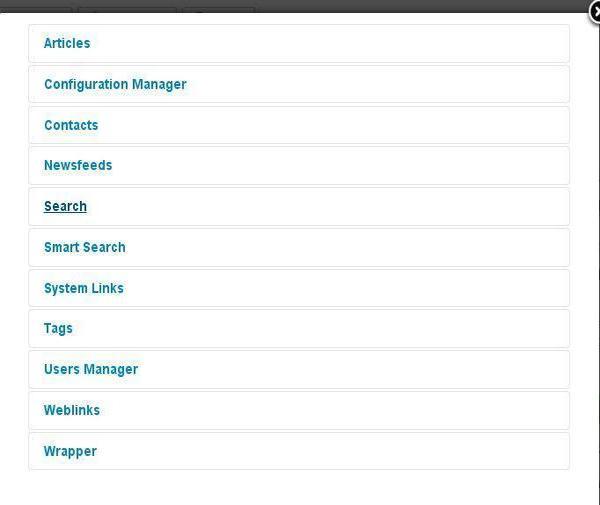 Articles
Configuration Manager
Contacts
Newsfeeds
Search
Smart Search
System Links
Tags
Users Manager
Weblinks
Wrapper